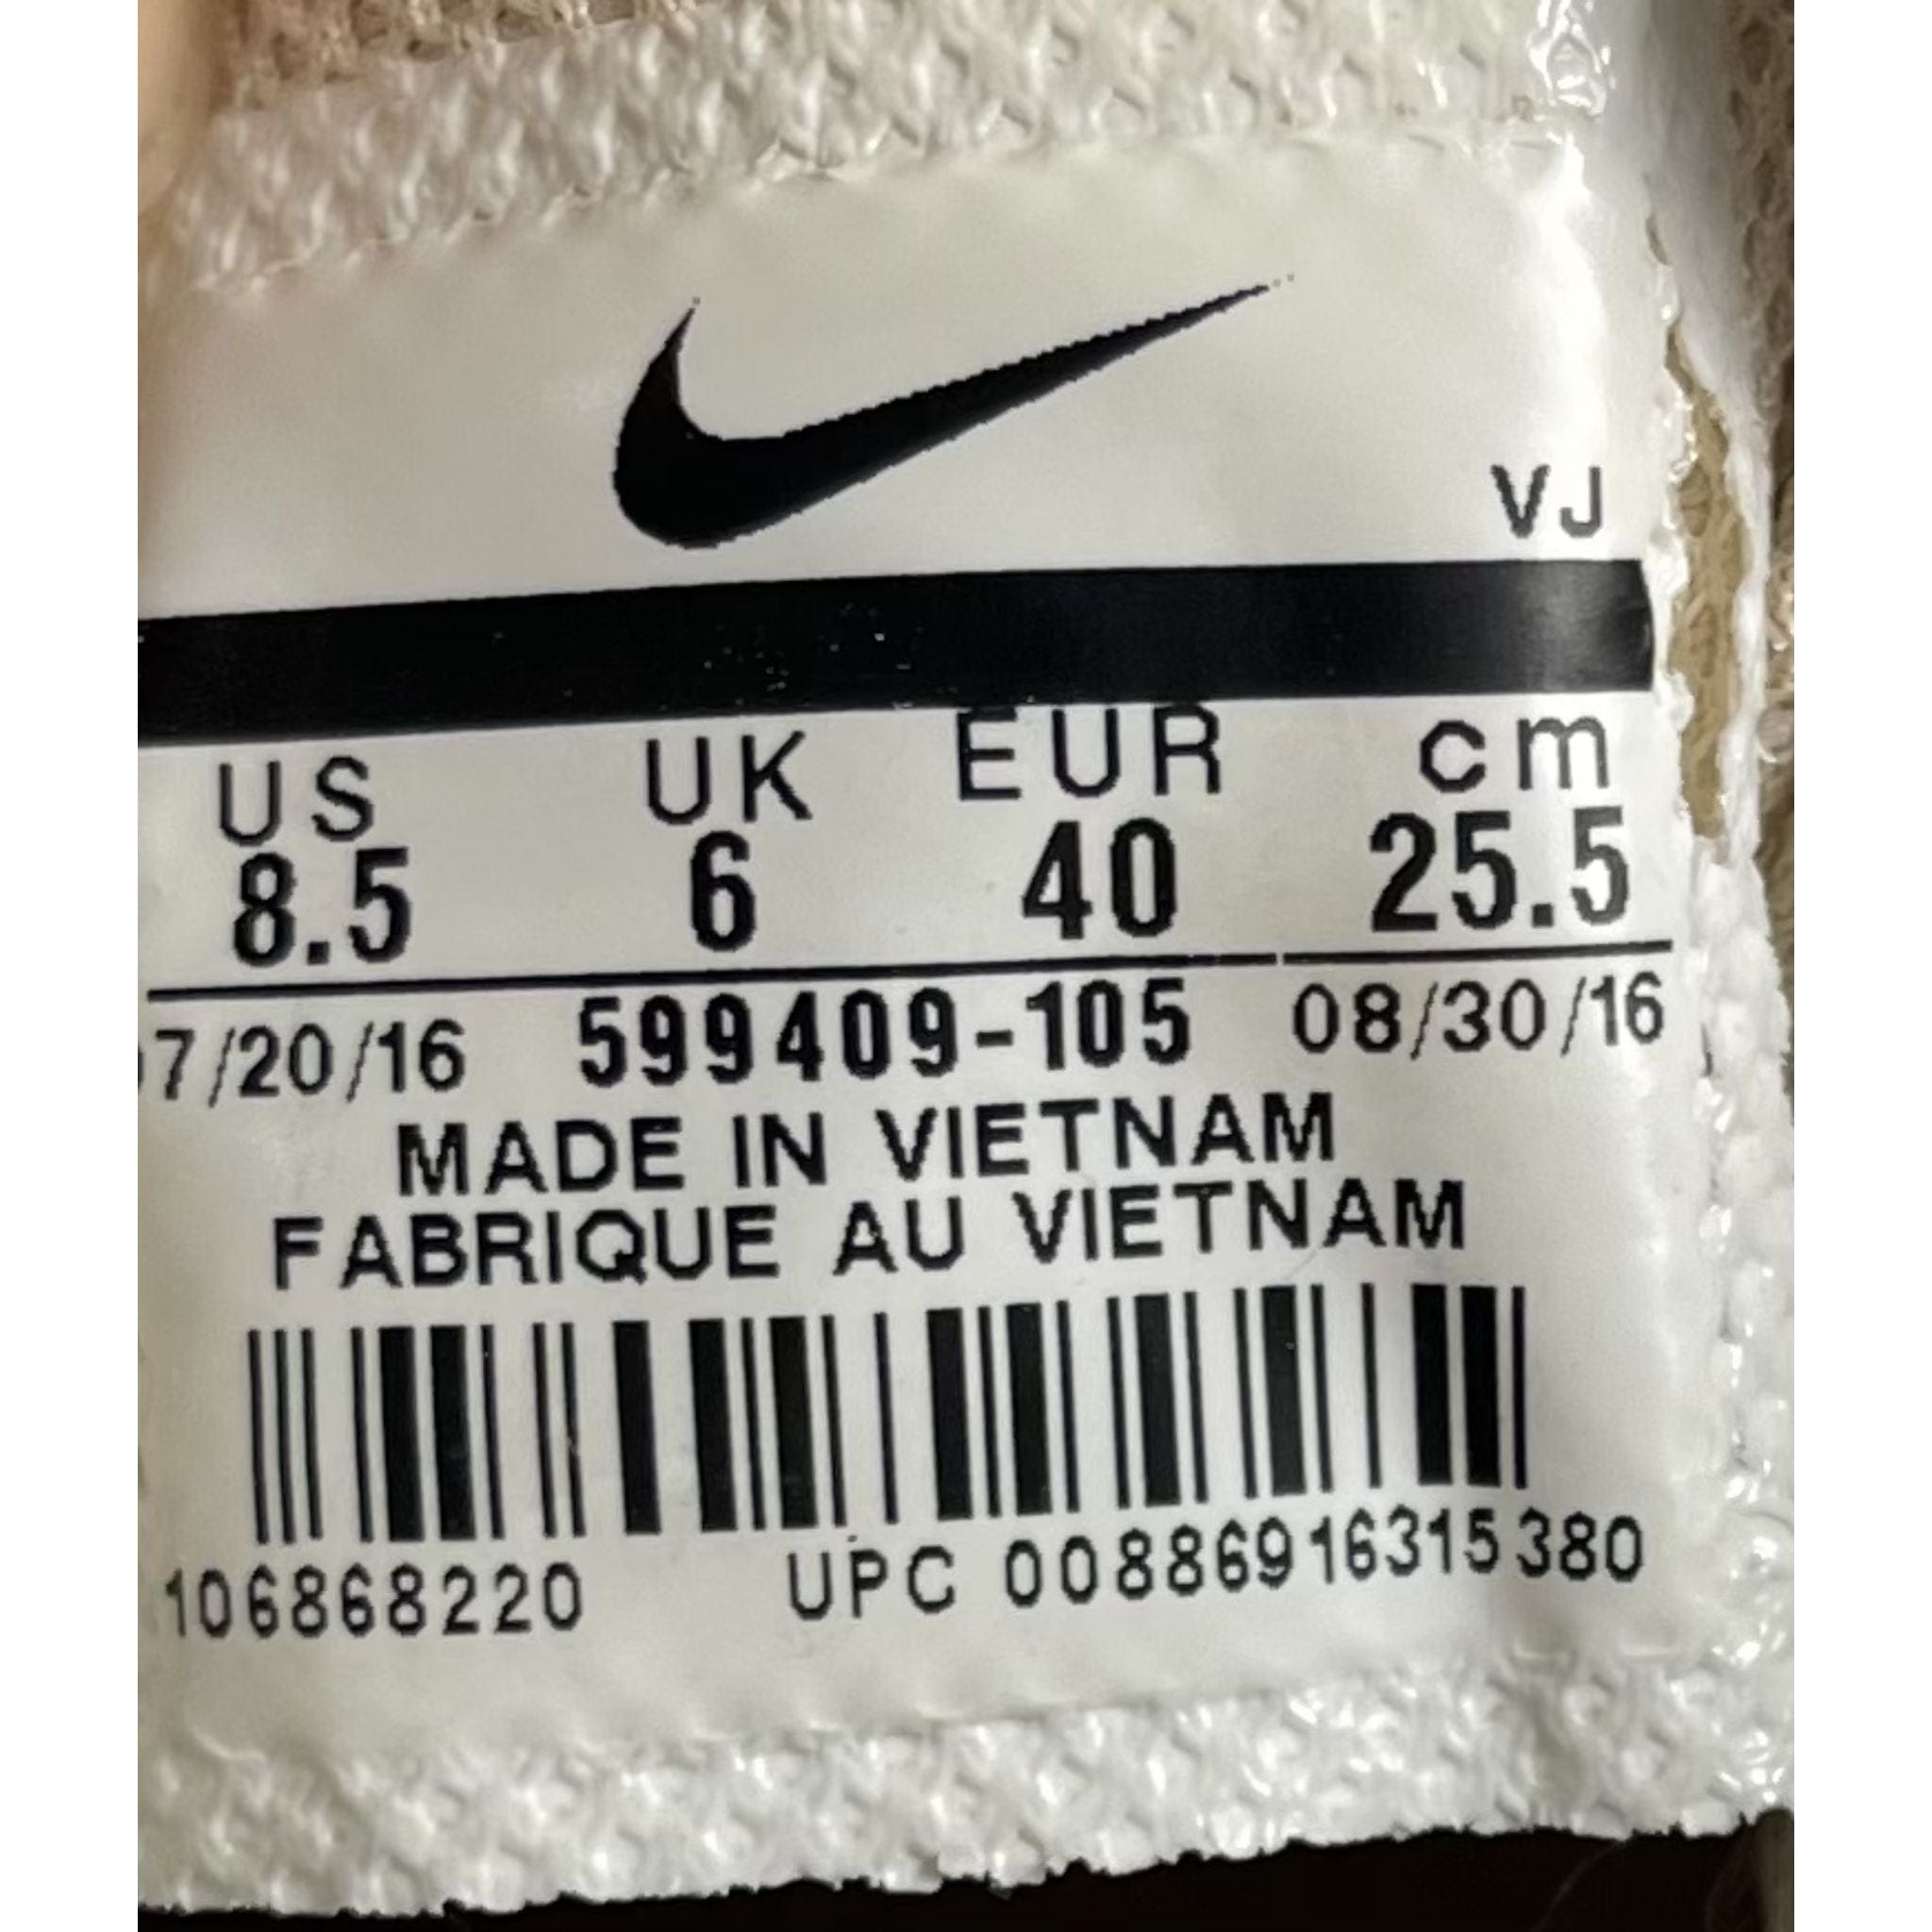 VJ
US UK EUR cm
8.5 6 40 25.5
7/20/16 599409-105 08/30/16
MADE IN VIETNAM
FABRIQUE AU VIETNAM
106868220 UPC 00886916315380